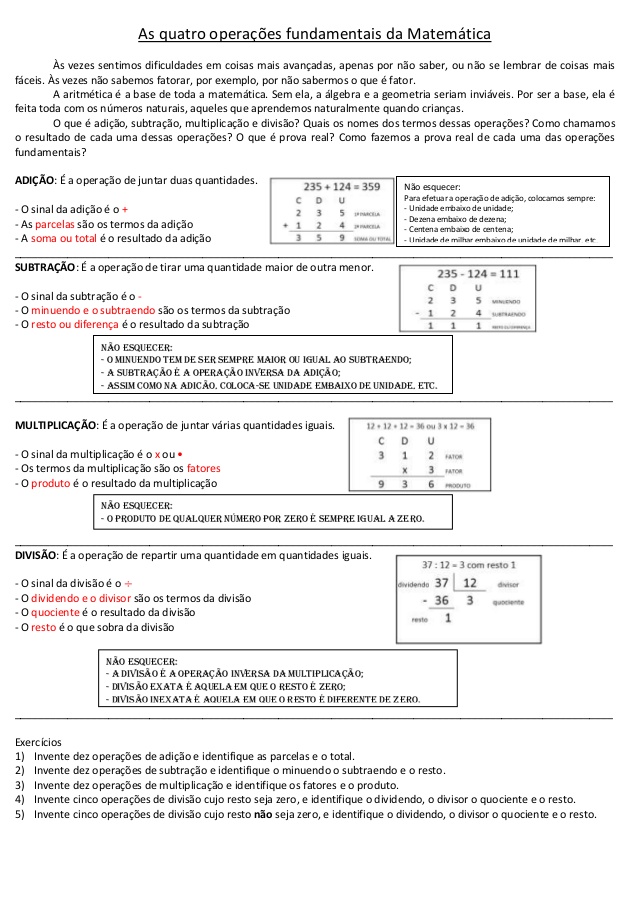 As quatro operações fundamentais da Matemática
Às vezes sentimos dificuldades em coisas mais avançadas, apenas por não saber, ou não se lembrar de coisas mais
fáceis. Às vezes não sabemos fatorar, por exemplo, por não sabermos o que é fator.
A aritmética é a base de toda a matemática. Sem ela, a álgebra e a geometria seriam inviáveis. Por ser a base, ela é
feita toda com os números naturais, aqueles que aprendemos naturalmente quando crianças.
O que é adição, subtração, multiplicação e divisão? Quais os nomes dos termos dessas operações? Como chamamos
o resultado de cada uma dessas operações? O que é prova real? Como fazemos a prova real de cada uma das operações
fundamentais?
ADIÇÃO: É a operação de juntar duas quantidades.
- O sinal da adição é o +
- As parcelas são os termos da adição
- A soma ou total é o resultado da adição
235 + 124 = 359
C D U
2 3 5 1ª PARCELA
+ 1 2 4 2ª PARCELA
3 5 9 SOMA OU TOTAL
Não esquecer:
Para efetuar a operação de adição, colocamos sempre:
- Unidade embaixo de unidade;
- Dezena embaixo de dezena;
- Centena embaixo de centena;
- Unidade de milhar embaixo de unidade de milhar, etc.
SUBTRAÇÃO: É a operação de tirar uma quantidade maior de outra menor.
- O sinal da subtração é o -
- O minuendo e o subtraendo são os termos da subtração
- O resto ou diferença é o resultado da subtração
235 - 124 = 111
C D U
2 3 5 MINUENDO
- 1 2 4 SUBTRAENDO
1 1 1 RESTO OU DIFERENÇA
NÃO ESQUECER:
- O MINUENDO TEM DE SER SEMPRE MAIOR OU IGUAL AO SUBTRAENDO;
- A SUBTRAÇÃO É A OPERAÇÃO INVERSA DA ADIÇÃO;
- ASSIM COMO NA ADIÇÃO, COLOCA-SE UNIDADE EMBAIXO DE UNIDADE, ETC.
MULTIPLICAÇÃO: É a operação de juntar várias quantidades iguais.
- O sinal da multiplicação é o x ou •
- Os termos da multiplicação são os fatores
- O produto é o resultado da multiplicação
12 + 12 + 12 = 36 ou 3 x 12 = 36
C D U
3 1 2 FATOR
x 3 FATOR
9 3 6 PRODUTO
NÃO ESQUECER:
- O PRODUTO DE QUALQUER NÚMERO POR ZERO É SEMPRE IGUAL A ZERO.
DIVISÃO: É a operação de repartir uma quantidade em quantidades iguais.
- O sinal da divisão é o ÷
- O dividendo e o divisor são os termos da divisão
- O quociente é o resultado da divisão
- O resto é o que sobra da divisão
37 : 12 = 3 com resto 1
dividendo 37 12 divisor
- 36 3 quociente
resto 1
NÃO ESQUECER:
- A DIVISÃO É A OPERAÇÃO INVERSA DA MULTIPLICAÇÃO;
- DIVISÃO EXATA É AQUELA EM QUE O RESTO É ZERO;
- DIVISÃO INEXATA É AQUELA EM QUE O RESTO É DIFERENTE DE ZERO.
Exercícios
1) Invente dez operações de adição e identifique as parcelas e o total.
2) Invente dez operações de subtração e identifique o minuendo o subtraendo e o resto.
3) Invente dez operações de multiplicação e identifique os fatores e o produto.
4) Invente cinco operações de divisão cujo resto seja zero, e identifique o dividendo, o divisor o quociente e o resto.
5) Invente cinco operações de divisão cujo resto não seja zero, e identifique o dividendo, o divisor o quociente e o resto.